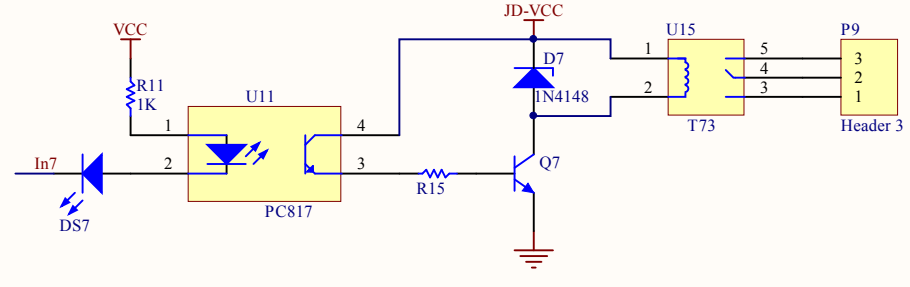 JD-VCC
VCC
U15
P9
D7
1
5
3
R11
1K
4
2
U11
1N4148
2
3
1
T73
Header 3
1
4
In7
2
3
Q7
R15
DS7
PC817